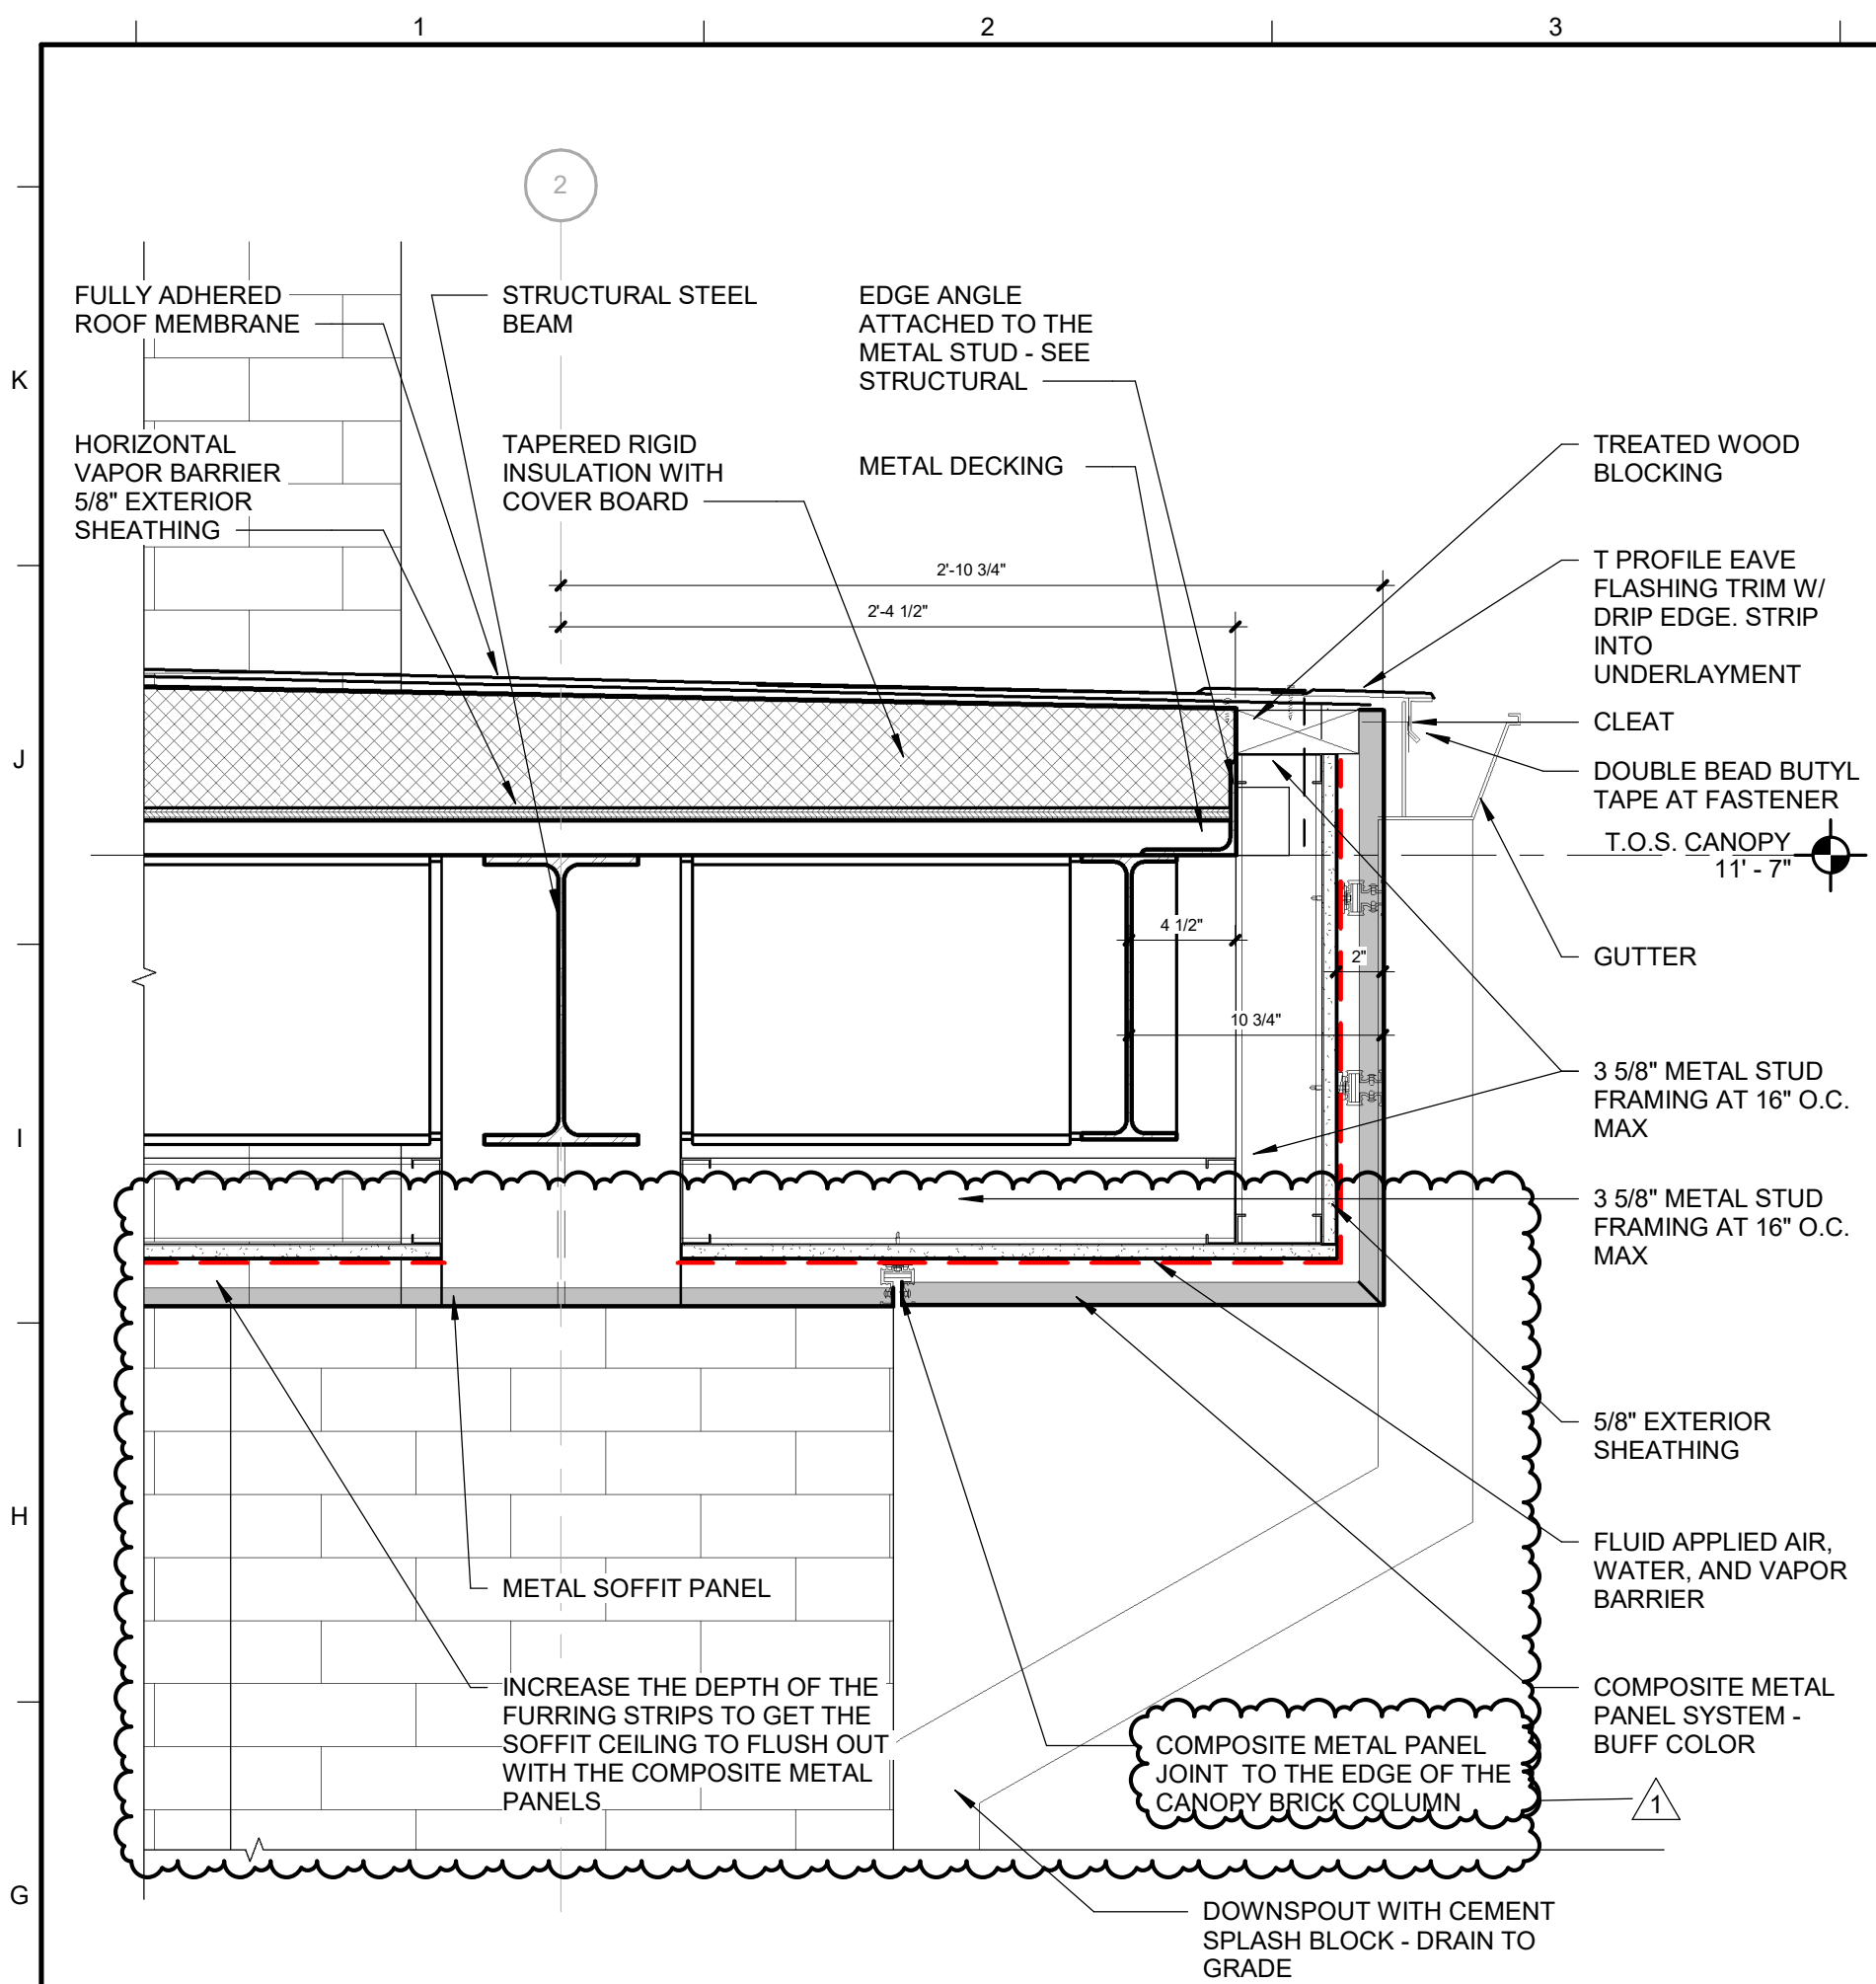 1
2
3
2
FULLY ADHERED
ROOF MEMBRANE
STRUCTURAL STEEL
BEAM
EDGE ANGLE
ATTACHED TO THE
METAL STUD - SEE
STRUCTURAL
K
HORIZONTAL
VAPOR BARRIER
5/8" EXTERIOR
SHEATHING
TAPERED RIGID
INSULATION WITH
COVER BOARD
METAL DECKING
TREATED WOOD
BLOCKING
2'-10 3/4"
2'-4 1/2"
T PROFILE EAVE
FLASHING TRIM W/
DRIP EDGE. STRIP
INTO
UNDERLAYMENT
CLEAT
J
DOUBLE BEAD BUTYL
TAPE AT FASTENER
T.O.S. CANOPY
11' - 7"
4 1/2"
2"
GUTTER
10 3/4"
3 5/8" METAL STUD
FRAMING AT 16" O.C.
MAX
I
3 5/8" METAL STUD
FRAMING AT 16" O.C.
MAX
5/8" EXTERIOR
SHEATHING
H
FLUID APPLIED AIR,
WATER, AND VAPOR
BARRIER
METAL SOFFIT PANEL
INCREASE THE DEPTH OF THE
FURRING STRIPS TO GET THE
SOFFIT CEILING TO FLUSH OUT
WITH THE COMPOSITE METAL
PANELS
COMPOSITE METAL PANEL
JOINT TO THE EDGE OF THE
CANOPY BRICK COLUMN
COMPOSITE METAL
PANEL SYSTEM -
BUFF COLOR
1
G
DOWNSPOUT WITH CEMENT
SPLASH BLOCK - DRAIN TO
GRADE